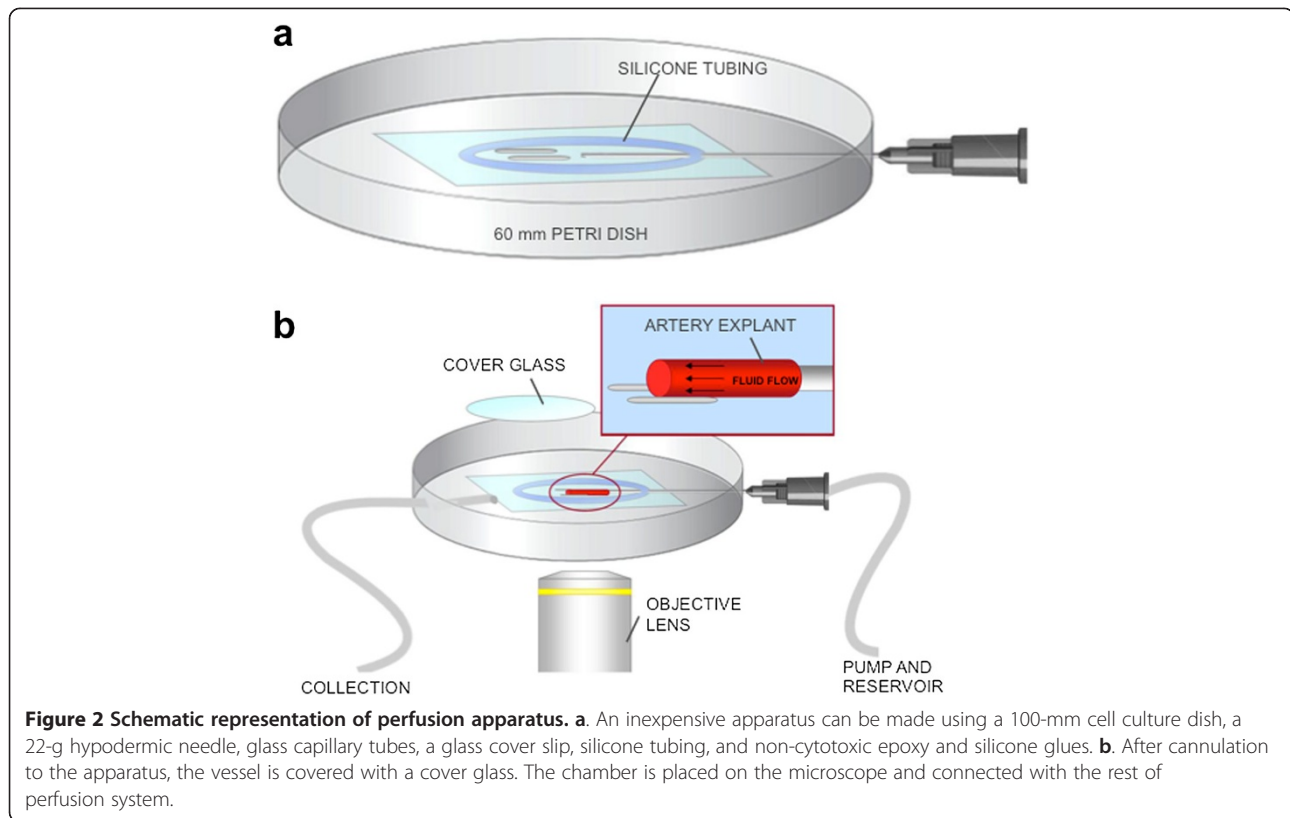 a
SILICONE TUBING
60 mm PETRI DISH
b
ARTERY EXPLANT
FLUID FLOW
COVER GLASS
OBJECTIVE
LENS
COLLECTION
PUMP AND
RESERVOIR
Figure 2 Schematic representation of perfusion apparatus. a. An inexpensive apparatus can be made using a 100-mm cell culture dish, a
22-g hypodermic needle, glass capillary tubes, a glass cover slip, silicone tubing, and non-cytotoxic epoxy and silicone glues. b. After cannulation
to the apparatus, the vessel is covered with a cover glass. The chamber is placed on the microscope and connected with the rest of
perfusion system.